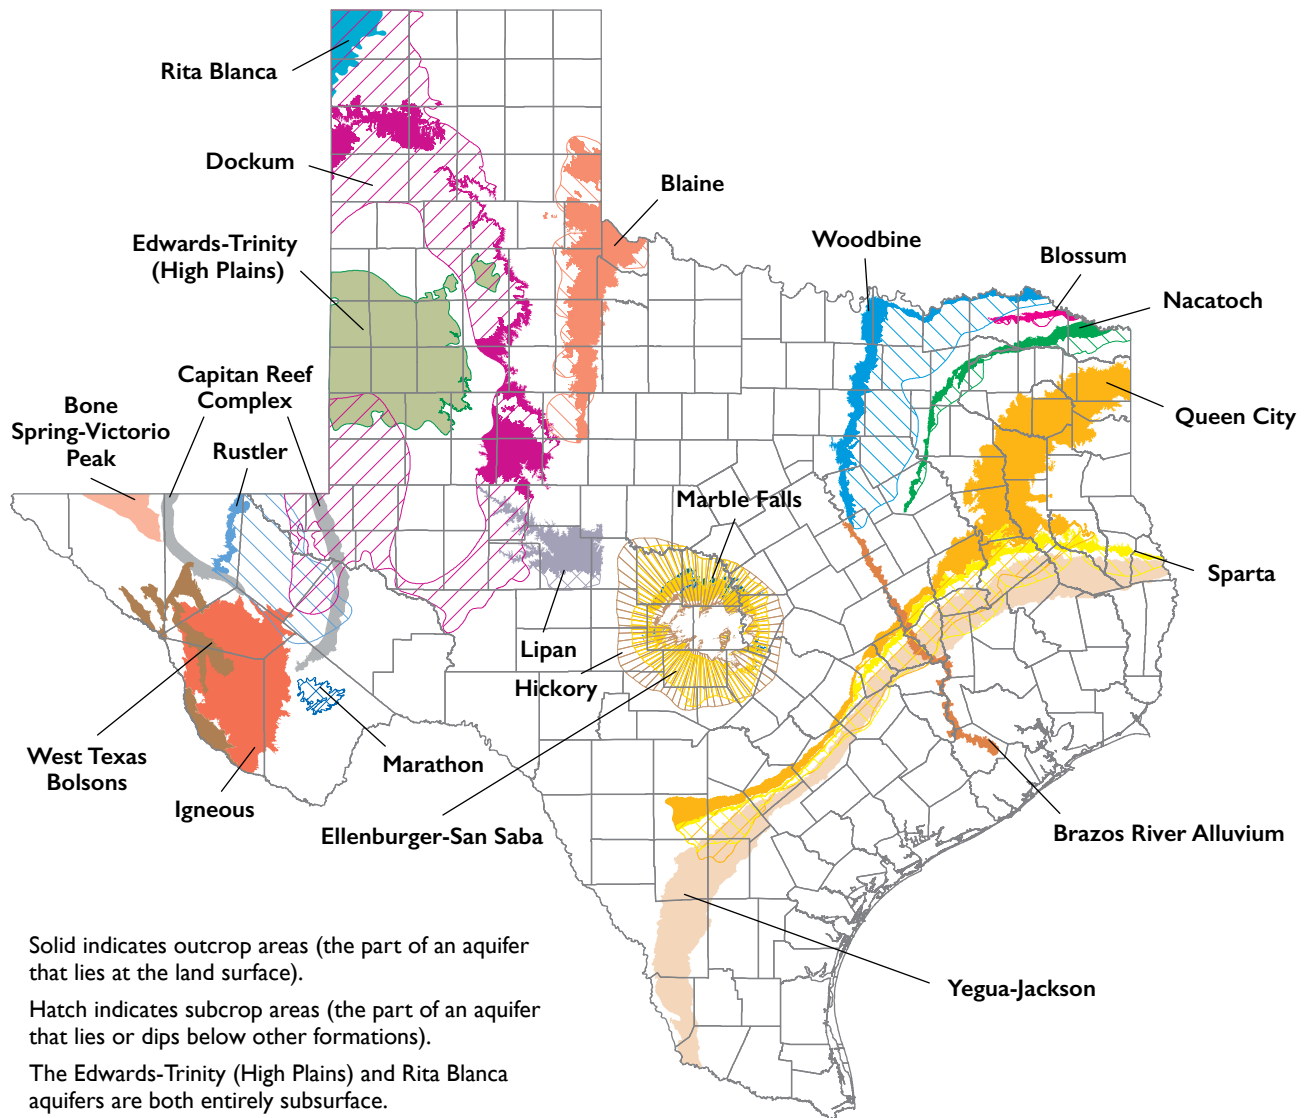 Rita Blanca
Dockum
Blaine
Edwards-Trinity
(High Plains)
Woodbine
Blossum
Nacatoch
Capitan Reef
Complex
Bone
Spring-Victorio
Peak
Rustler
Queen City
Marble Falls
Sparta
Lipan
Hickory
West Texas
Bolsons
Marathon
Igneous
Ellenburger-San Saba
Brazos River Alluvium
Yegua-Jackson
Solid indicates outcrop areas (the part of an aquifer
that lies at the land surface).
Hatch indicates subcrop areas (the part of an aquifer
that lies or dips below other formations).
The Edwards-Trinity (High Plains) and Rita Blanca
aquifers are both entirely subsurface.